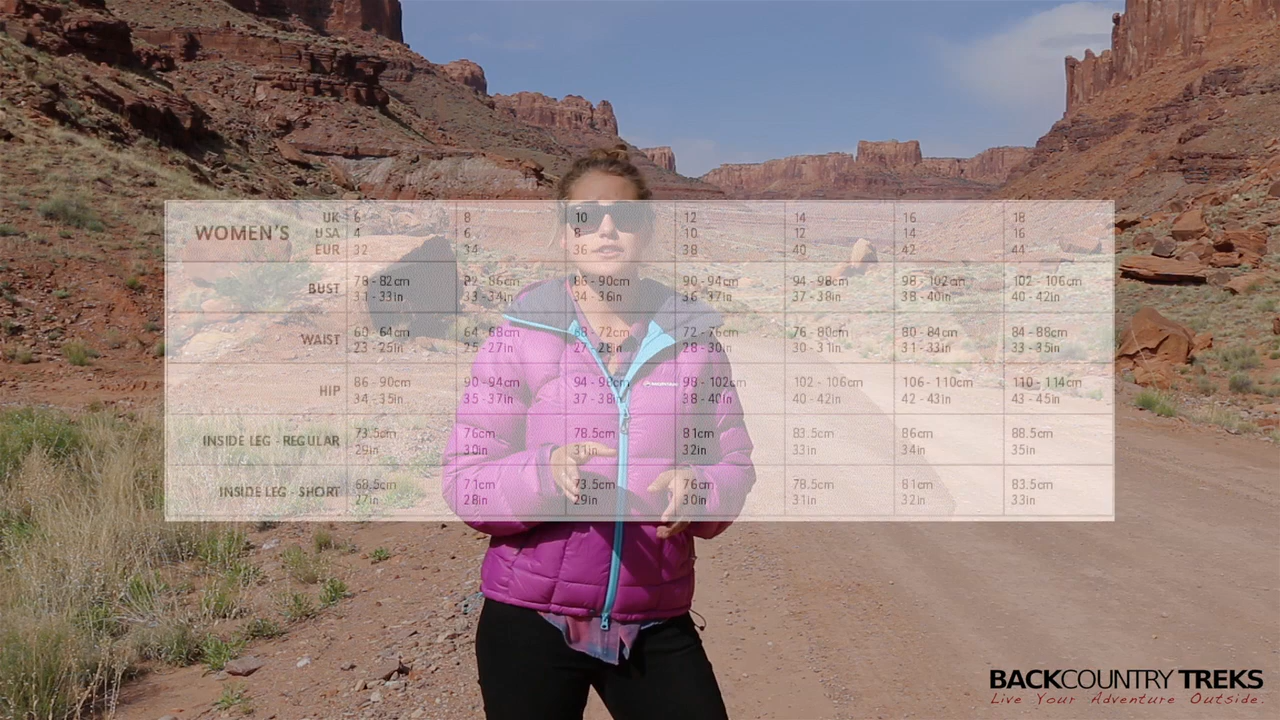 UK 6 8 10 12 14 16 18
WOMEN'S USA 4 6 8 10 12 14 16
EUR 32 34 36 38 40 42 44
BUST 78 - 82cm 82 - 86cm 86 - 90cm 90 - 94cm 94 - 98cm 98 - 102cm 102 - 106cm
31 - 33in 33 - 34in 34 - 36in 36 - 37in 37 - 38in 38 - 40in 40 - 42in
WAIST 60 - 64cm 64 - 68cm 68 - 72cm 72 - 76cm 76 - 80cm 80 - 84cm 84 - 88cm
23 - 25in 25 - 27in 27 - 28in 28 - 30in 30 - 31in 31 - 33in 33 - 35in
HIP 86 - 90cm 90 - 94cm 94 - 98cm 98 - 102cm 102 - 106cm 106 - 110cm 110 - 114cm
34 - 35in 35 - 37in 37 - 38in 38 - 40in 40 - 42in 42 - 43in 43 - 45in
INSIDE LEG - REGULAR 73.5cm 76cm 78.5cm 81cm 83.5cm 86cm 88.5cm
29in 30in 31in 32in 33in 34in 35in
INSIDE LEG - SHORT 68.5cm 71cm 73.5cm 76cm 78.5cm 81cm 83.5cm
27in 28in 29in 30in 31in 32in 33in
BACKCOUNTRY TREKS
Live Your Adventure Outside.